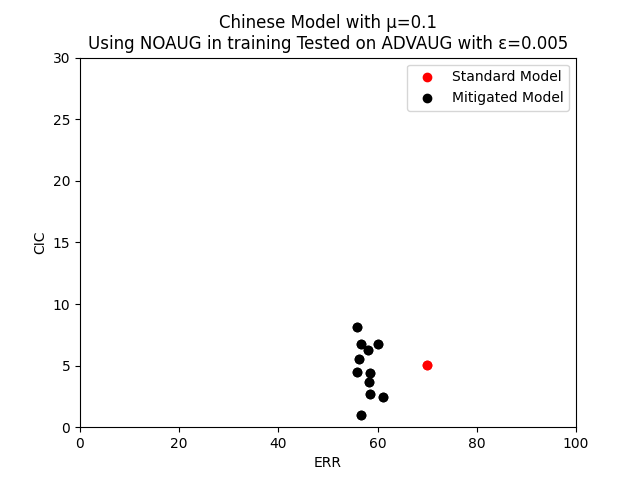 Chinese Model with μ=0.1
Using NOAUG in training Tested on ADVAUG with ε=0.005
Standard Model
Mitigated Model
30
25
20
15
10
5
0
CIC
0 20 40 60 80 100
ERR